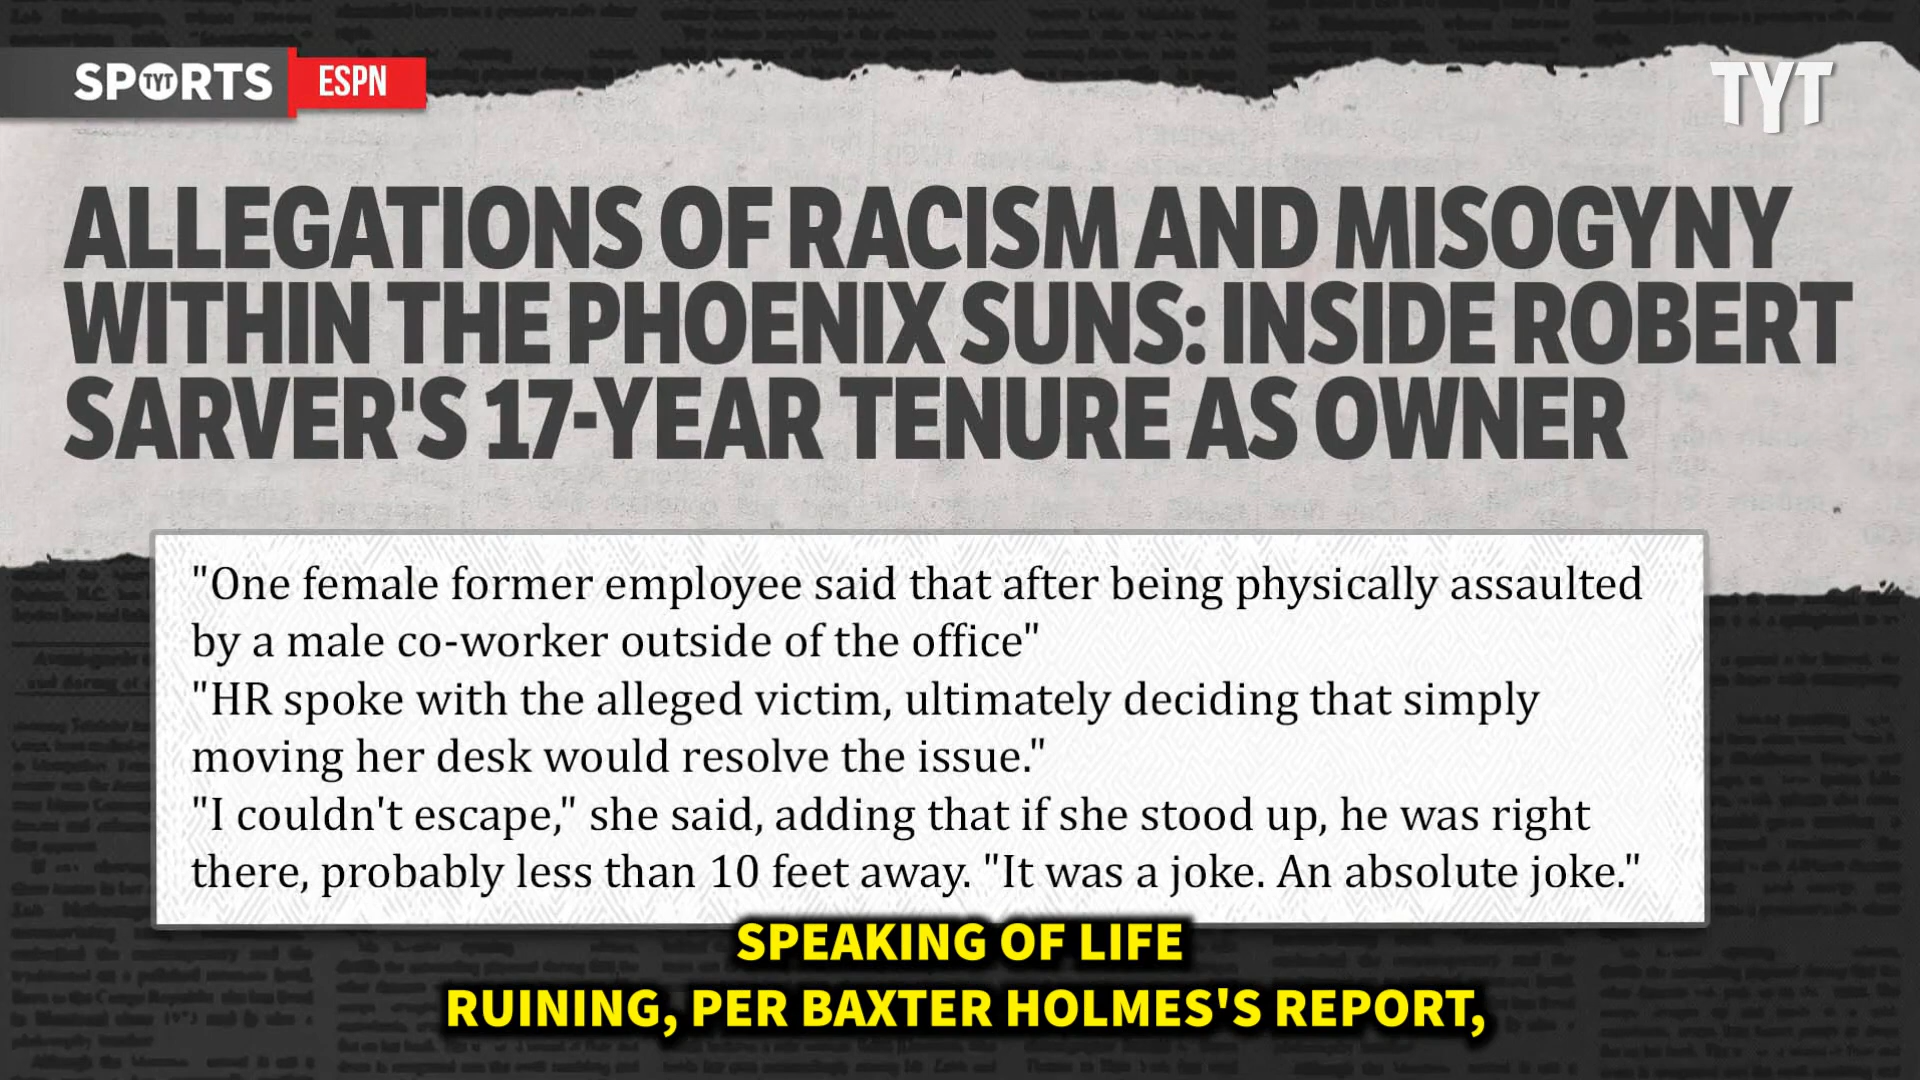 SPORTS
ESPN
TYT
ALLEGATIONS OF RACISM AND MISOGYNY
WITHIN THE PHOENIX SUNS: INSIDE ROBERT
SARVER'S 17-YEAR TENURE AS OWNER
"One female former employee said that after being physically assaulted
by a male co-worker outside of the office"
"HR spoke with the alleged victim, ultimately deciding that simply
moving her desk would resolve the issue."
"I couldn't escape," she said, adding that if she stood up, he was right
there, probably less than 10 feet away. "It was a joke. An absolute joke."
SPEAKING OF LIFE
RUINING, PER BAXTER HOLMES'S REPORT,